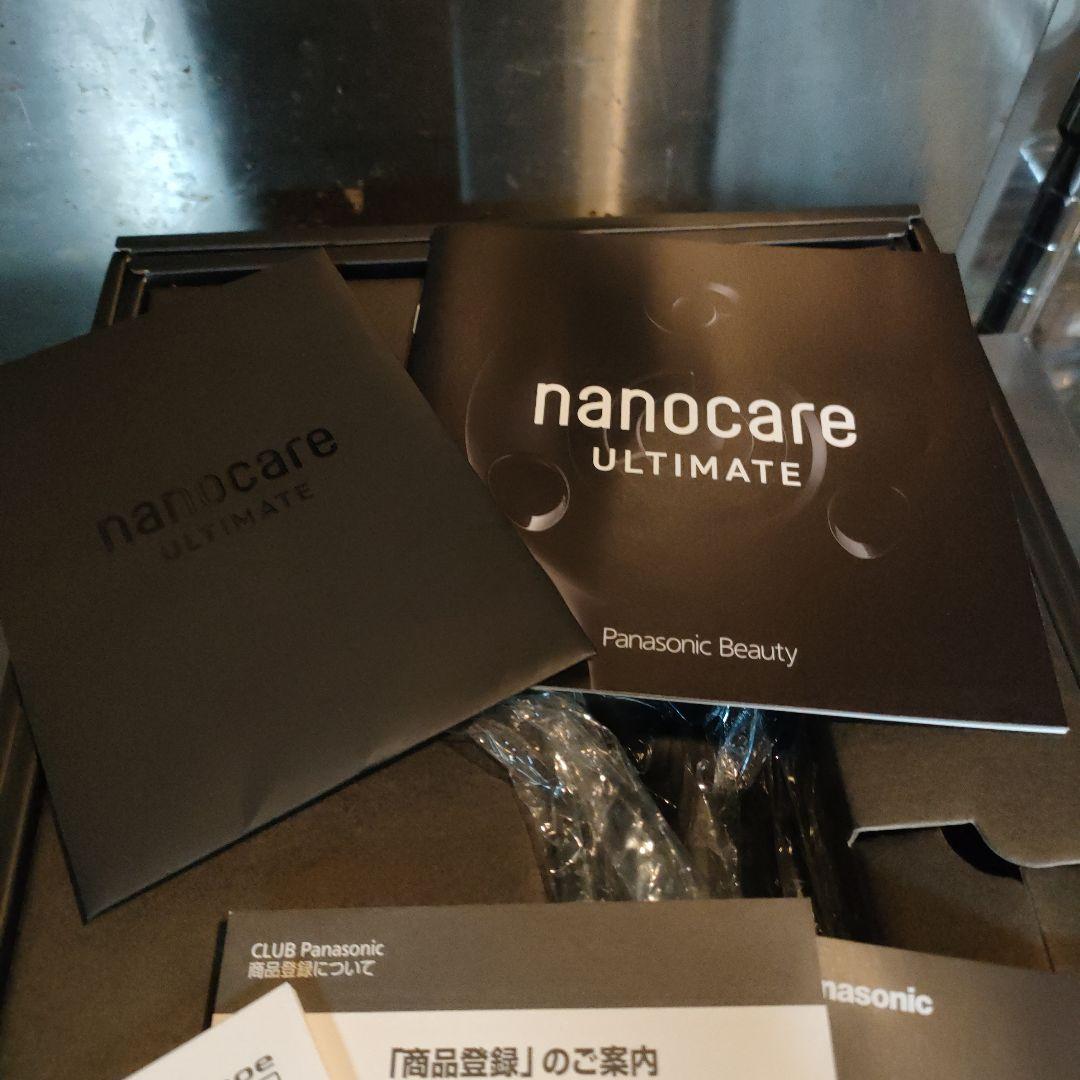 nanocare
ULTIMATE
nanocare
ULTIMATE
Panasonic Beauty
CLUB Panasonic
商品登録について
「商品登録」のご案内
nasonic